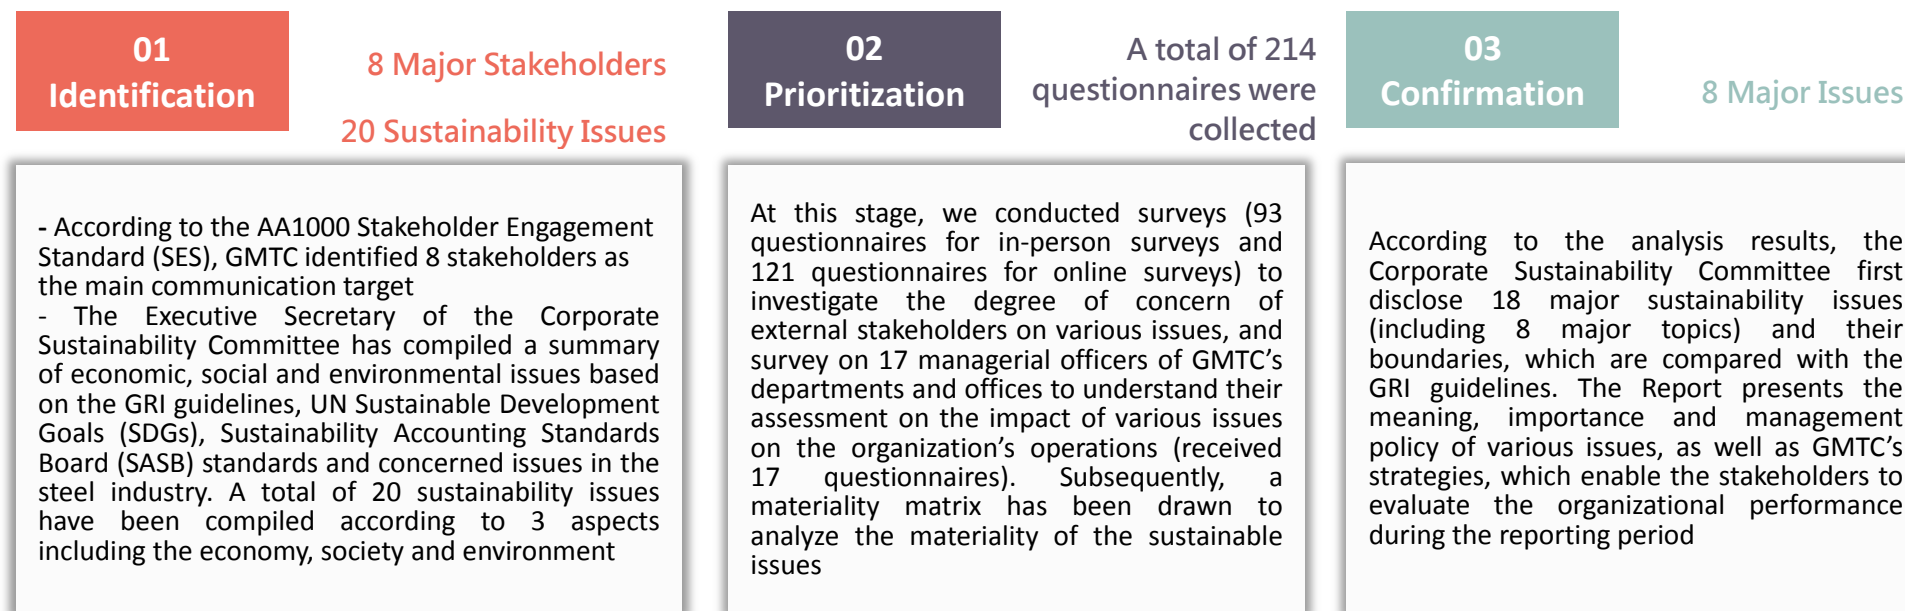 01
Identification
8 Major Stakeholders
20 Sustainability Issues
- According to the AA1000 Stakeholder Engagement
Standard (SES), GMTC identified 8 stakeholders as
the main communication target
- The Executive Secretary of the Corporate
Sustainability Committee has compiled a summary
of economic, social and environmental issues based
on the GRI guidelines, UN Sustainable Development
Goals (SDGs), Sustainability Accounting Standards
Board (SASB) standards and concerned issues in the
steel industry. A total of 20 sustainability issues
have been compiled according to 3 aspects
including the economy, society and environment
02
Prioritization
A total of 214
questionnaires were
collected
At this stage, we conducted surveys (93
questionnaires for in-person surveys and
121 questionnaires for online surveys) to
investigate the degree of concern of
external stakeholders on various issues, and
survey on 17 managerial officers of GMTC's
departments and offices to understand their
assessment on the impact of various issues
on the organization's operations (received
17 questionnaires). Subsequently, a
materiality matrix has been drawn to
analyze the materiality of the sustainable
issues
03
Confirmation
8 Major Issues
According to the analysis results, the
Corporate Sustainability Committee first
disclose 18 major sustainability issues
(including 8 major topics) and their
boundaries, which are compared with the
GRI guidelines. The Report presents the
meaning, importance and management
policy of various issues, as well as GMTC's
strategies, which enable the stakeholders to
evaluate the organizational performance
during the reporting period